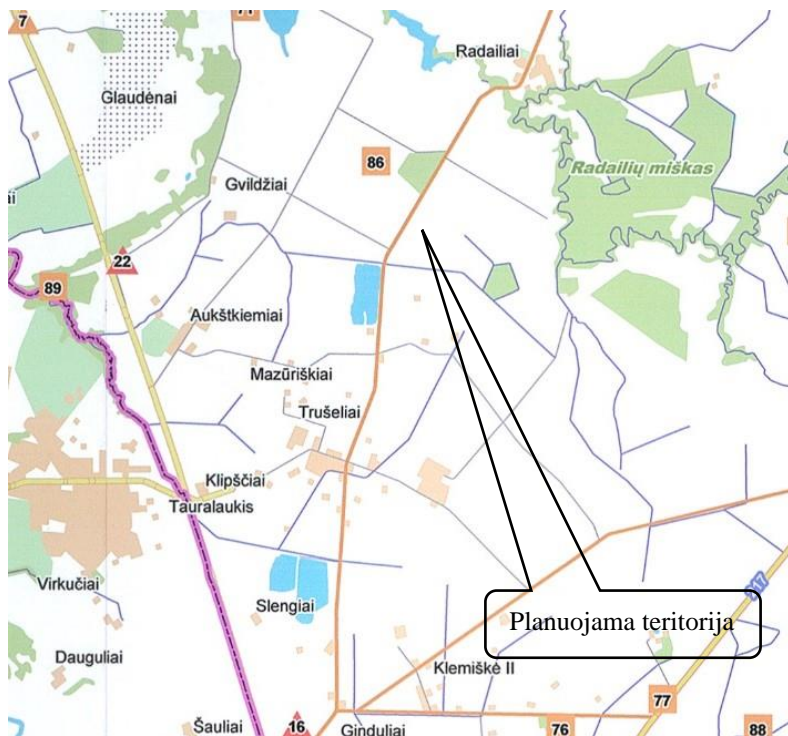 7
Radailiai
Glaudėnai
86
Radailių miškas
Gvildžiai
22
89
Aukštkiemiai
Mazūriškiai
Trušeliai
Klipščiai
Tauralaukis
Virkučiai
Slengiai
Planuojama teritorija
Dauguliai
Klemiškė II
77
Šauliai
16
Ginduliai
76
88